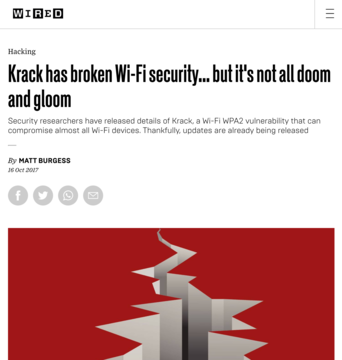 WIRED
Hacking
Krack has broken Wi-Fi security... but it's not all doom
and gloom
Security researchers have released details of Krack, a Wi-Fi WPA2 vulnerability that can
compromise almost all Wi-Fi devices. Thankfully, updates are already being released
By MATT BURGESS
16 Oct 2017